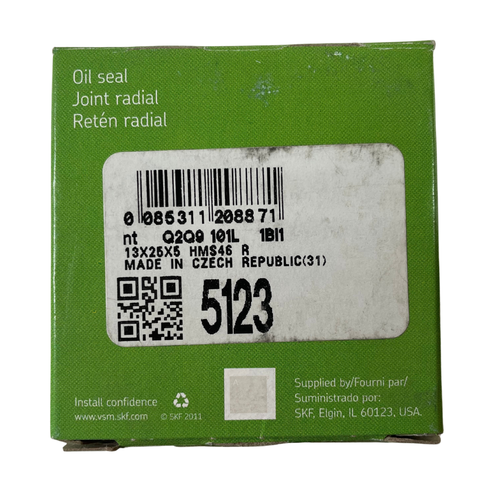 Oil seal
Joint radial
Retén radial
0 085311 208871
nt Q2Q9 101L 1BI1
13X25X5 HMS46 R
MADE IN CZECH REPUBLIC(31)
5123
Install confidence
www.vsm.skf.com © SKF 2011
Supplied by/Fourni par/
Suministrado por:
SKF, Elgin, IL 60123, USA.